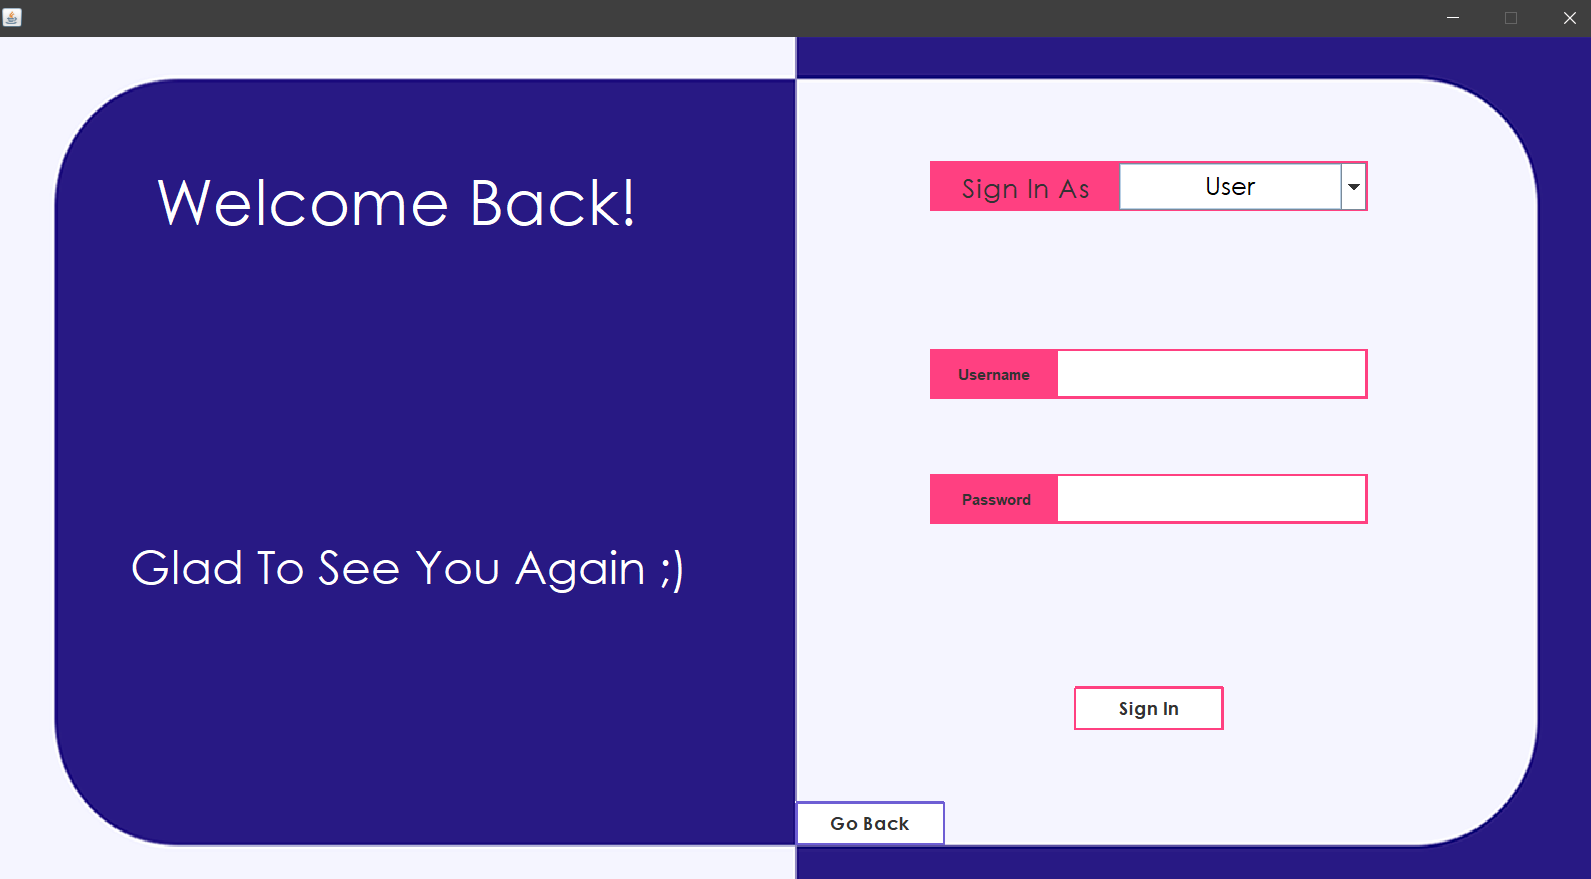 Welcome Back!
Glad To See You Again ;)
Sign In As
User
Username
Password
Sign In
Go Back